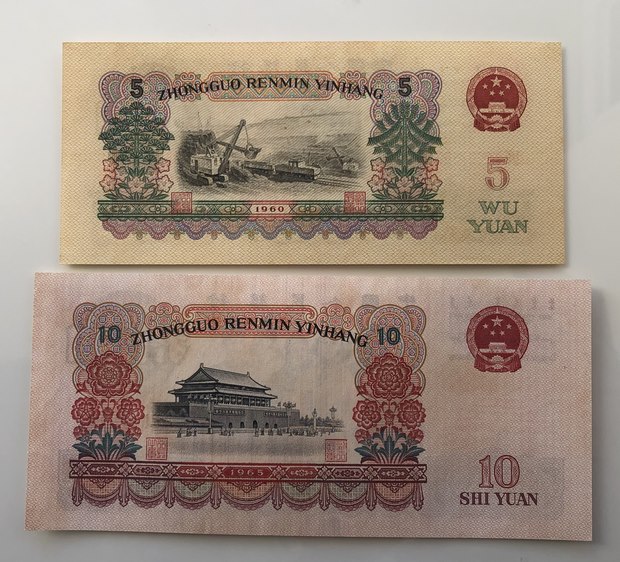 5 ZHONGGUO RENMIN YINHANG 5
1960
5
WU
YUAN
10 ZHONGGUO RENMIN YINHANG 10
1965
10
SHI YUAN